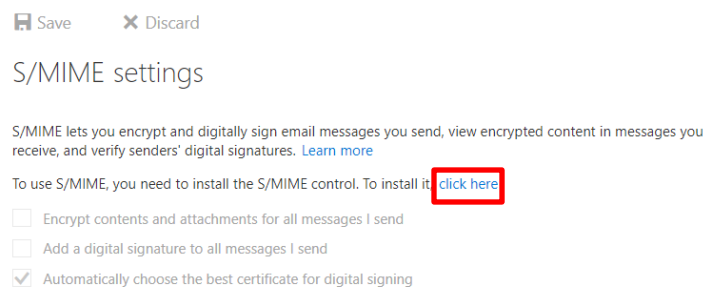 Save Discard
S/MIME settings
S/MIME lets you encrypt and digitally sign email messages you send, view encrypted content in messages you
receive, and verify senders' digital signatures. Learn more
To use S/MIME, you need to install the S/MIME control. To install it, click here
Encrypt contents and attachments for all messages I send
Add a digital signature to all messages I send
Automatically choose the best certificate for digital signing